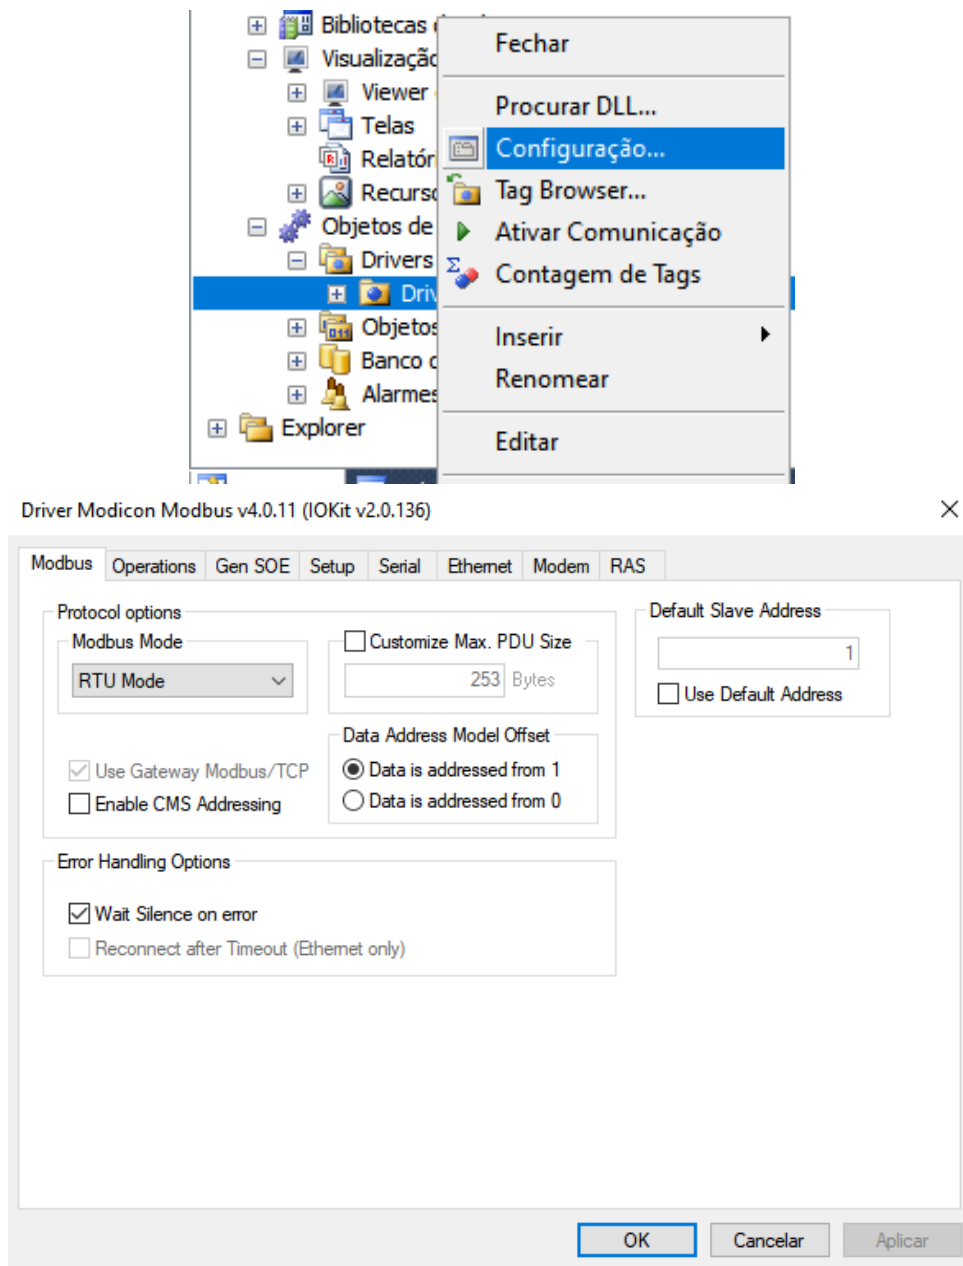 Bibliotecas
Visualização
Viewer
Telas
Recurso
Objetos de
Drivers
Objetos
Banco
Alarmes
Explorer
Fechar
Procurar DLL...
Configuração...
Tag Browser...
Ativar Comunicação
Contagem de Tags
Inserir
Renomear
Editar
Driver Modicon Modbus v4.0.11 (IOKit v2.0.136)
Modbus Operations Gen SOE Setup Serial Ethernet Modem RAS
Protocol options
Modbus Mode
RTU Mode
Customize Max. PDU Size
253 Bytes
Default Slave Address
1
Use Default Address
Data Address Model Offset
Data is addressed from 1
Data is addressed from 0
Use Gateway Modbus/TCP
Enable CMS Addressing
Error Handling Options
Wait Silence on error
Reconnect after Timeout (Ethernet only)
OK Cancelar Aplicar